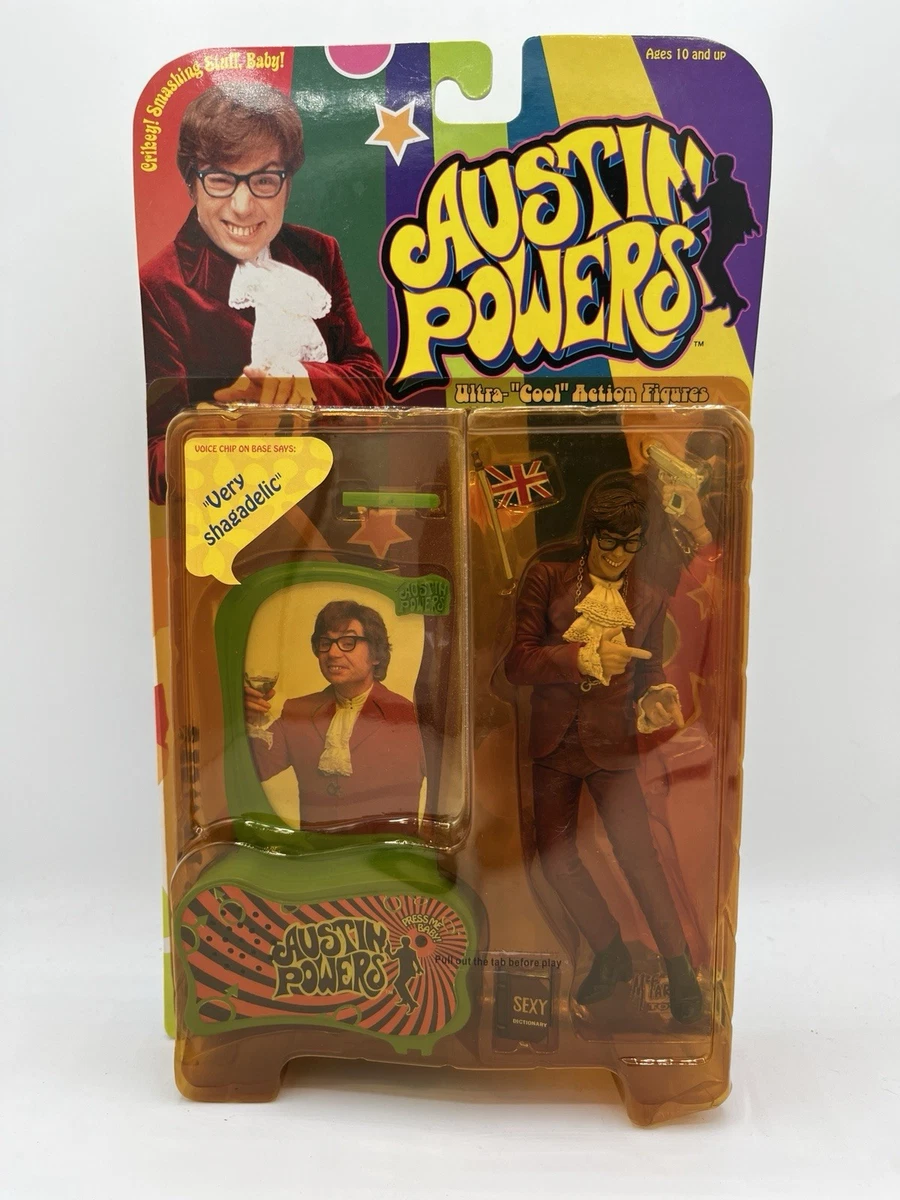 Crikey! Smashing Stuff, Baby!
Ages 10 and up
AUSTIN
POWERS
TM
Ultra-"Cool" Action Figures
VOICE CHIP ON BASE SAYS:
"Very
shagadelic"
AUSTIN
POWERS
PRESS ME
BABY!
AUSTIN
POWERS
Pull out the tab before play
SEXY
DICTIONARY